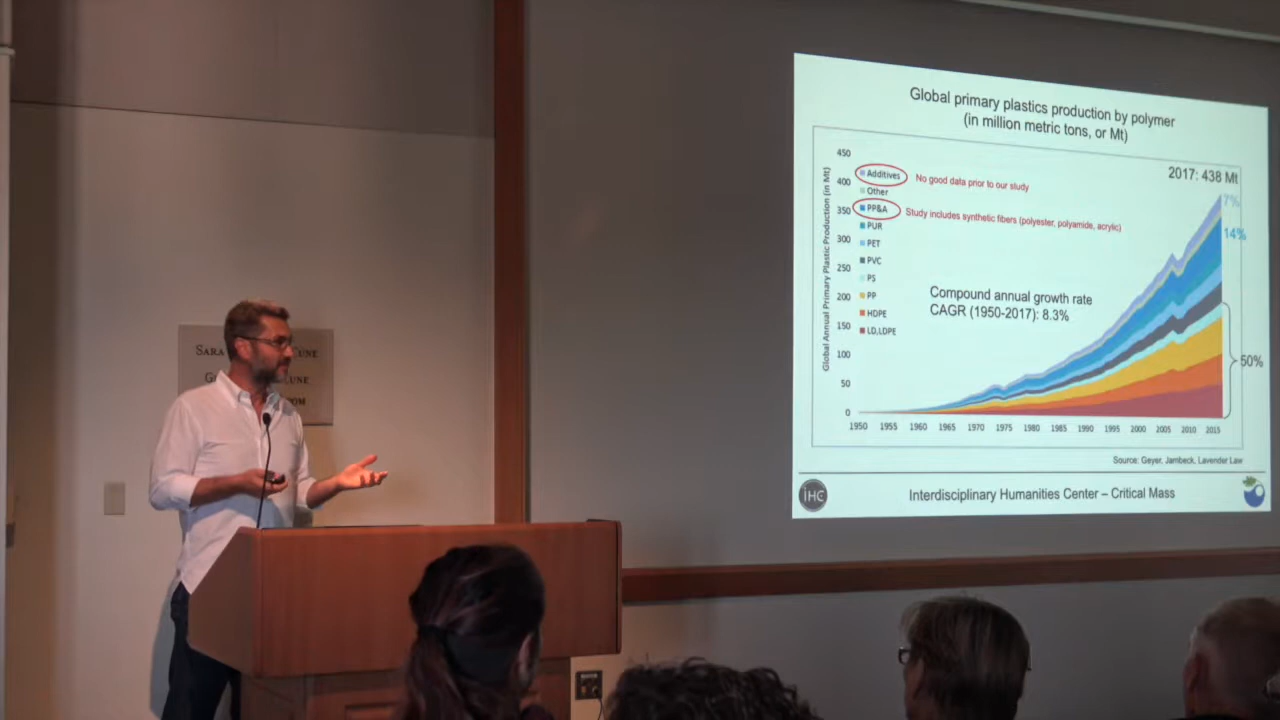 SARA CUNE
G LUNE
OM
Global primary plastics production by polymer
(in million metric tons, or Mt)
Global Annual Primary Plastic Production (in Mt)
450
400
350
300
250
200
150
100
50
0
Additives
No good data prior to our study
Other
PP&A
Study includes synthetic fibers (polyester, polyamide, acrylic)
PUR
PET
PVC
PS
PP
HDPE
LD,LDPE
2017: 438 Mt
7%
14%
Compound annual growth rate
CAGR (1950-2017): 8.3%
50%
1950 1955 1960 1965 1970 1975 1980 1985 1990 1995 2000 2005 2010 2015
Source: Geyer, Jambeck, Lavender Law
iHC
Interdisciplinary Humanities Center – Critical Mass